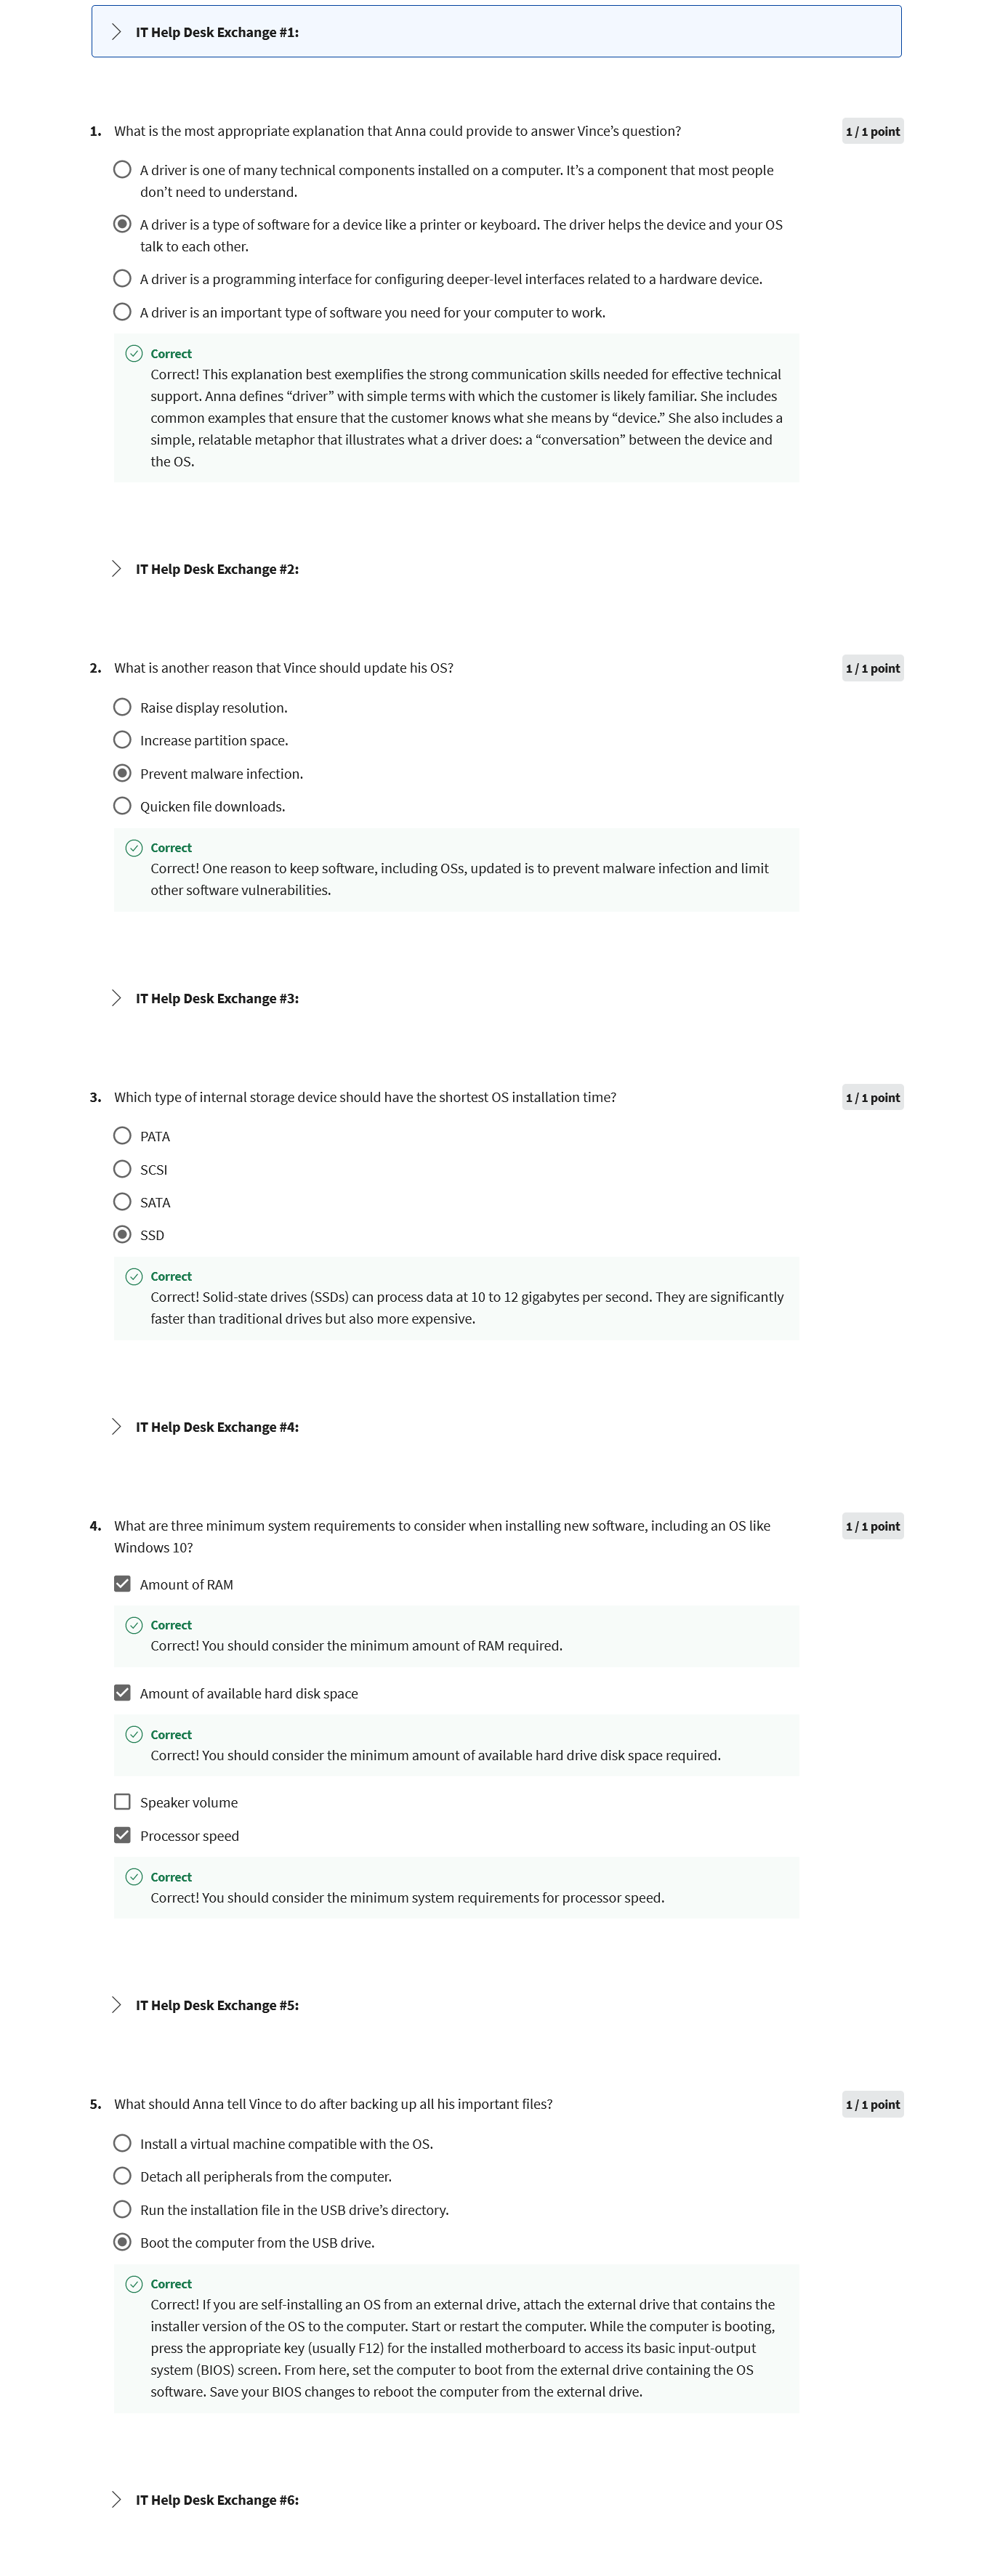 IT Help Desk Exchange #1:
1. What is the most appropriate explanation that Anna could provide to answer Vince’s question?
1 / 1 point
A driver is one of many technical components installed on a computer. It’s a component that most people
don’t need to understand.
A driver is a type of software for a device like a printer or keyboard. The driver helps the device and your OS
talk to each other.
A driver is a programming interface for configuring deeper-level interfaces related to a hardware device.
A driver is an important type of software you need for your computer to work.
Correct
Correct! This explanation best exemplifies the strong communication skills needed for effective technical
support. Anna defines “driver” with simple terms with which the customer is likely familiar. She includes
common examples that ensure that the customer knows what she means by “device.” She also includes a
simple, relatable metaphor that illustrates what a driver does: a “conversation” between the device and
the OS.
IT Help Desk Exchange #2:
2. What is another reason that Vince should update his OS?
1 / 1 point
Raise display resolution.
Increase partition space.
Prevent malware infection.
Quicken file downloads.
Correct
Correct! One reason to keep software, including OSs, updated is to prevent malware infection and limit
other software vulnerabilities.
IT Help Desk Exchange #3:
3. Which type of internal storage device should have the shortest OS installation time?
1 / 1 point
PATA
SCSI
SATA
SSD
Correct
Correct! Solid-state drives (SSDs) can process data at 10 to 12 gigabytes per second. They are significantly
faster than traditional drives but also more expensive.
IT Help Desk Exchange #4:
4. What are three minimum system requirements to consider when installing new software, including an OS like
Windows 10?
1 / 1 point
Amount of RAM
Correct
Correct! You should consider the minimum amount of RAM required.
Amount of available hard disk space
Correct
Correct! You should consider the minimum amount of available hard drive disk space required.
Speaker volume
Processor speed
Correct
Correct! You should consider the minimum system requirements for processor speed.
IT Help Desk Exchange #5:
5. What should Anna tell Vince to do after backing up all his important files?
1 / 1 point
Install a virtual machine compatible with the OS.
Detach all peripherals from the computer.
Run the installation file in the USB drive’s directory.
Boot the computer from the USB drive.
Correct
Correct! If you are self-installing an OS from an external drive, attach the external drive that contains the
installer version of the OS to the computer. Start or restart the computer. While the computer is booting,
press the appropriate key (usually F12) for the installed motherboard to access its basic input-output
system (BIOS) screen. From here, set the computer to boot from the external drive containing the OS
software. Save your BIOS changes to reboot the computer from the external drive.
IT Help Desk Exchange #6: